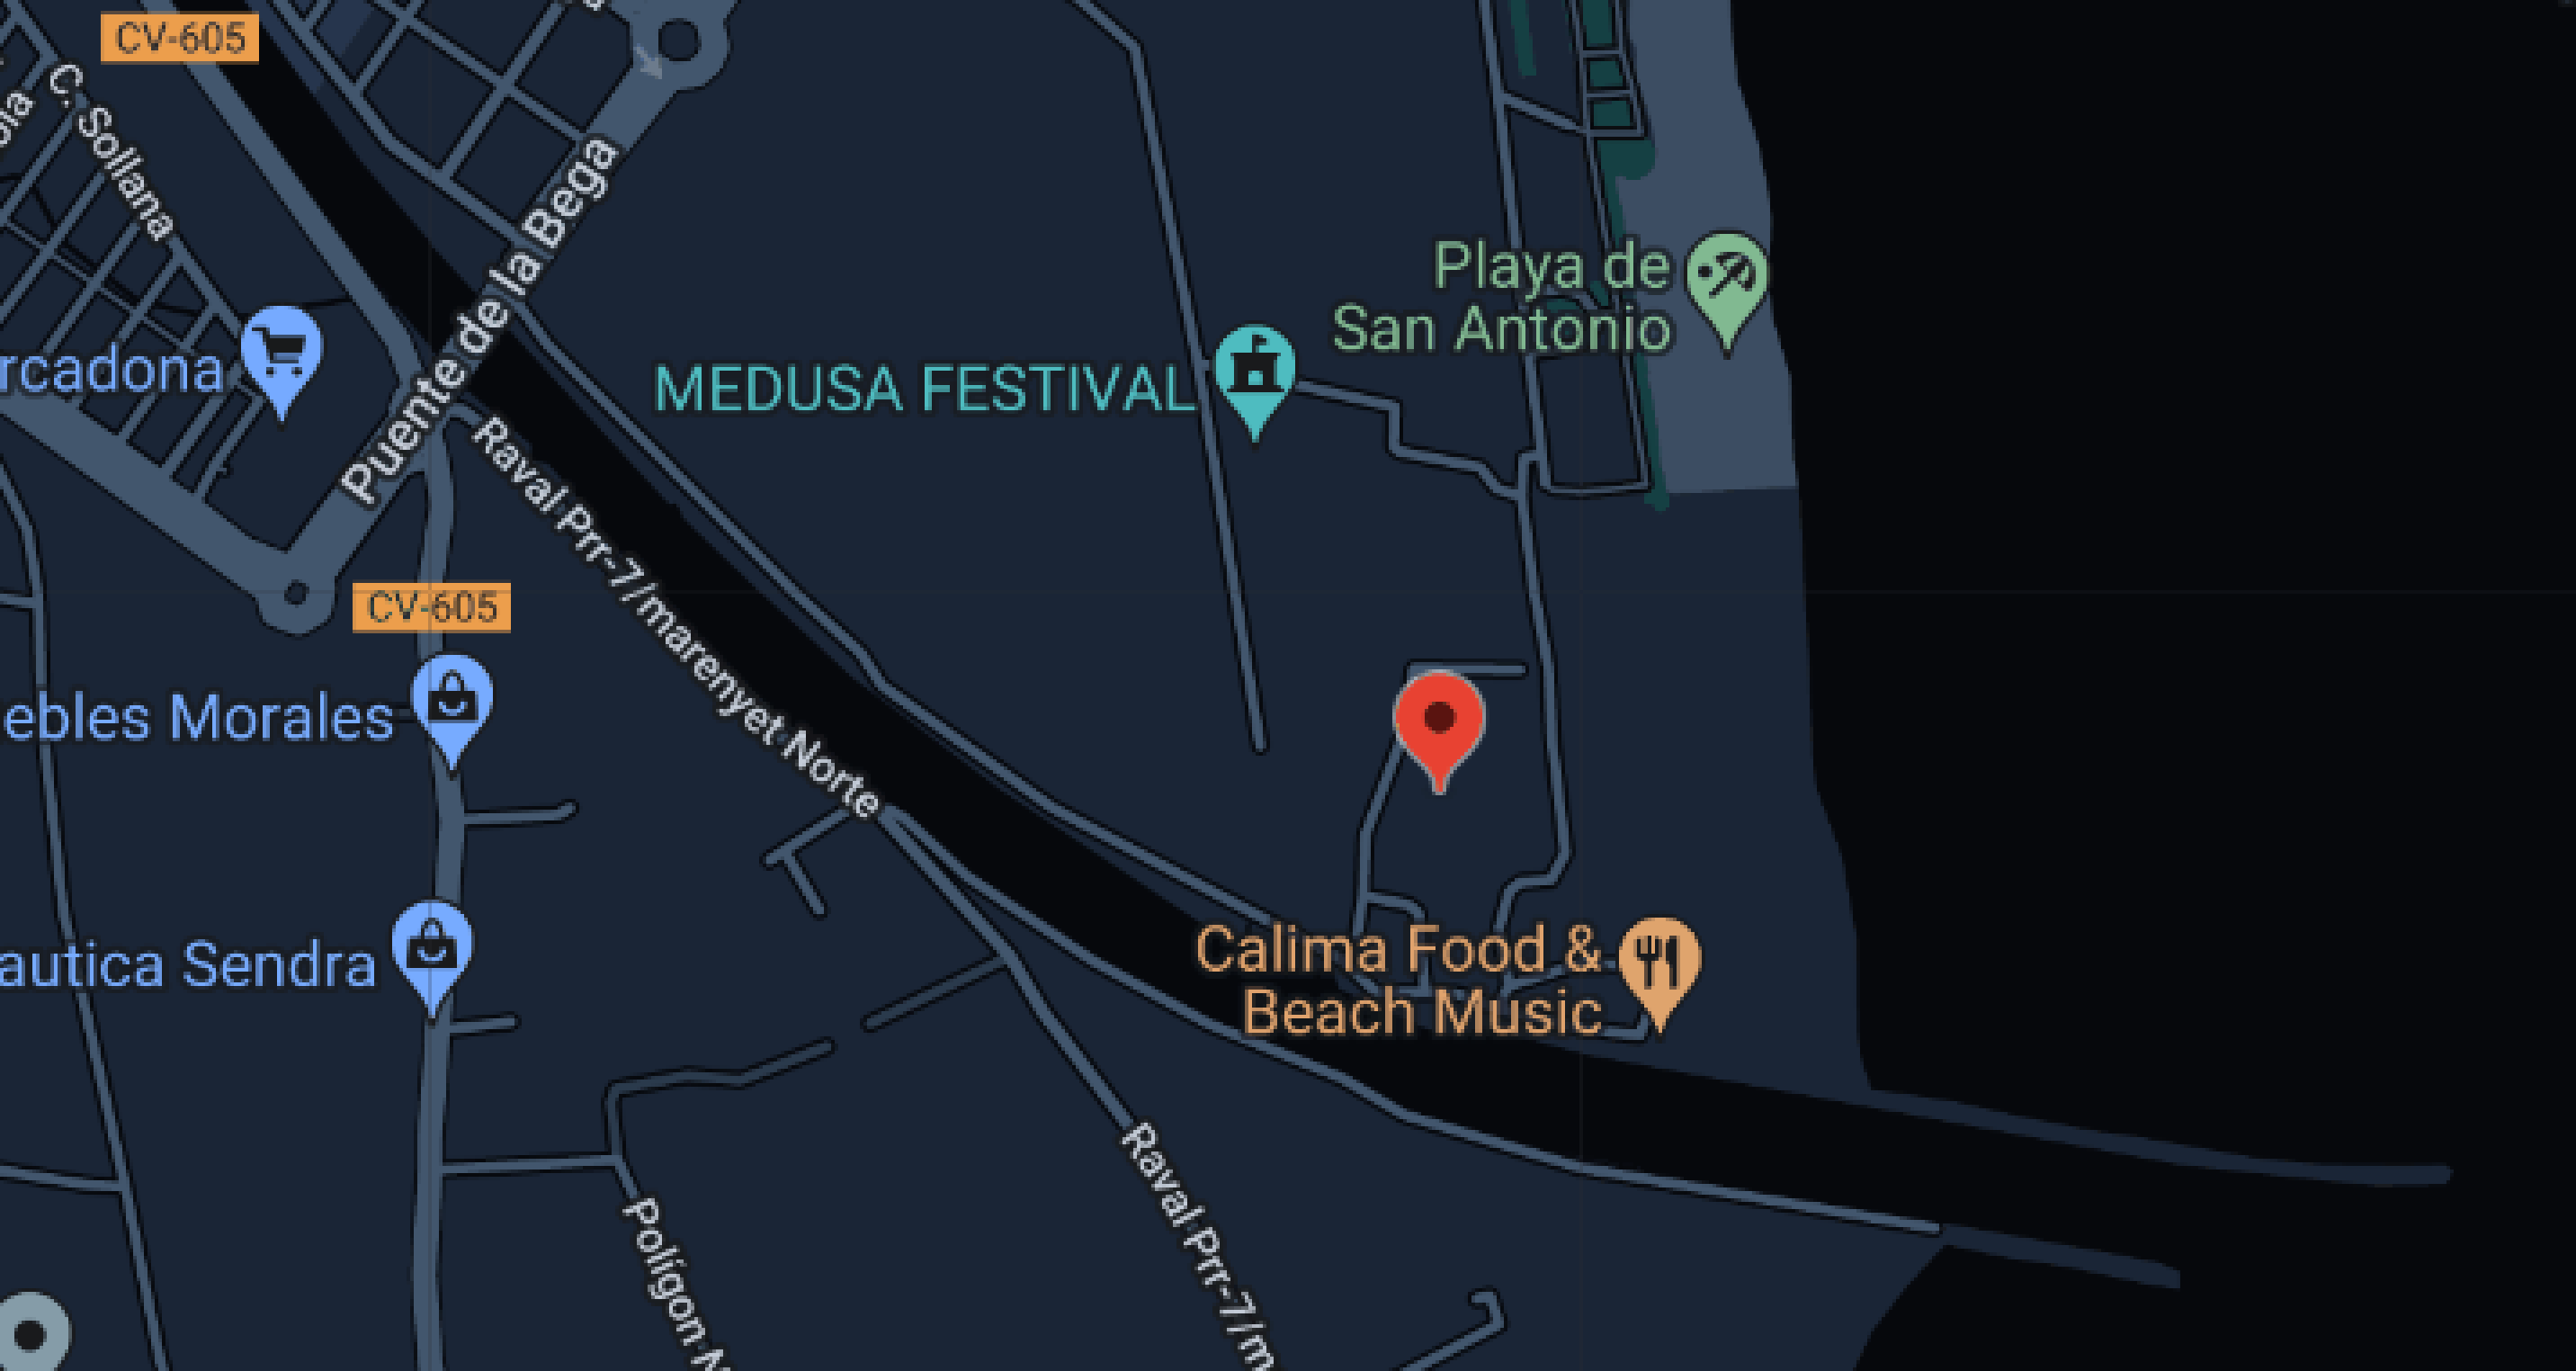 CV-605
C. Sollana
Puente de la Bega
Playa de
San Antonio
rcadona
MEDUSA FESTIVAL
Raval Prr-7/marenyet Norte
CV-605
ebles Morales
Calima Food &
Beach Music
autica Sendra
Raval Prr-7/m
Polígon